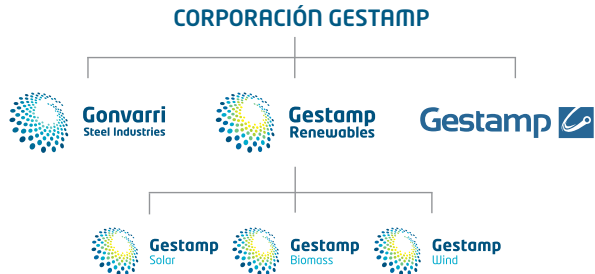 CORPORACIÓN GESTAMP
Gonvarri
Steel Industries
Gestamp
Renewables
Gestamp
Gestamp
Solar
Gestamp
Biomass
Gestamp
Wind